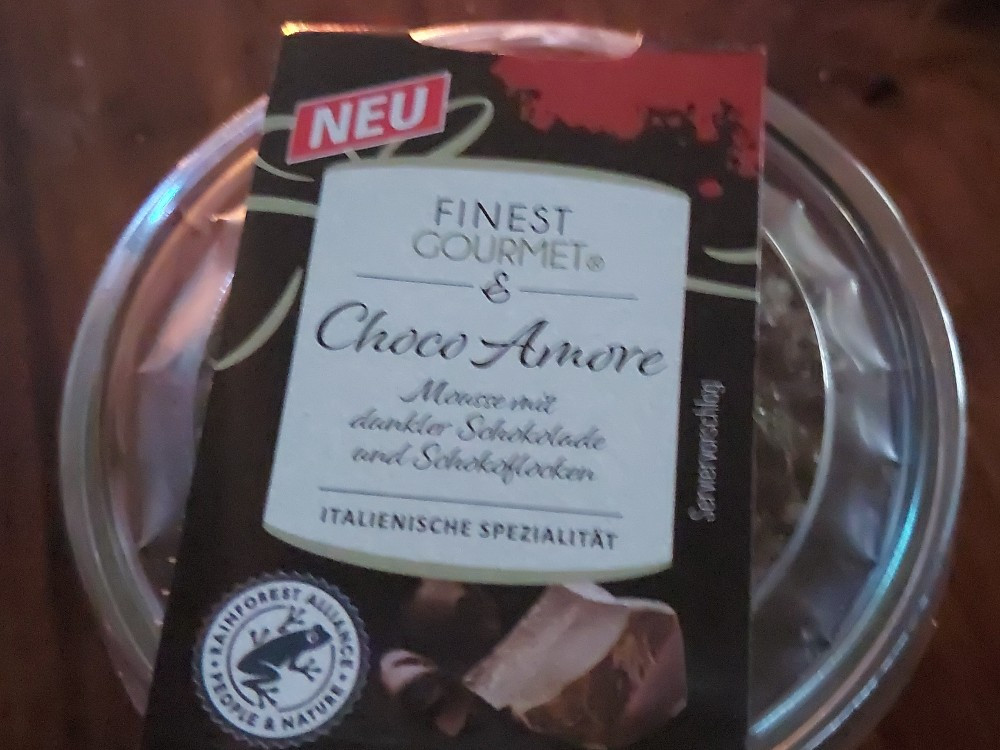 NEU
FINEST
GOURMET®
&
Choco Amore
Mousse mit
dunkler Schokolade
und Schokoflocken
ITALIENISCHE SPEZIALITÄT
Serviervorschlag
RAINFOREST ALLIANCE
PEOPLE & NATURE